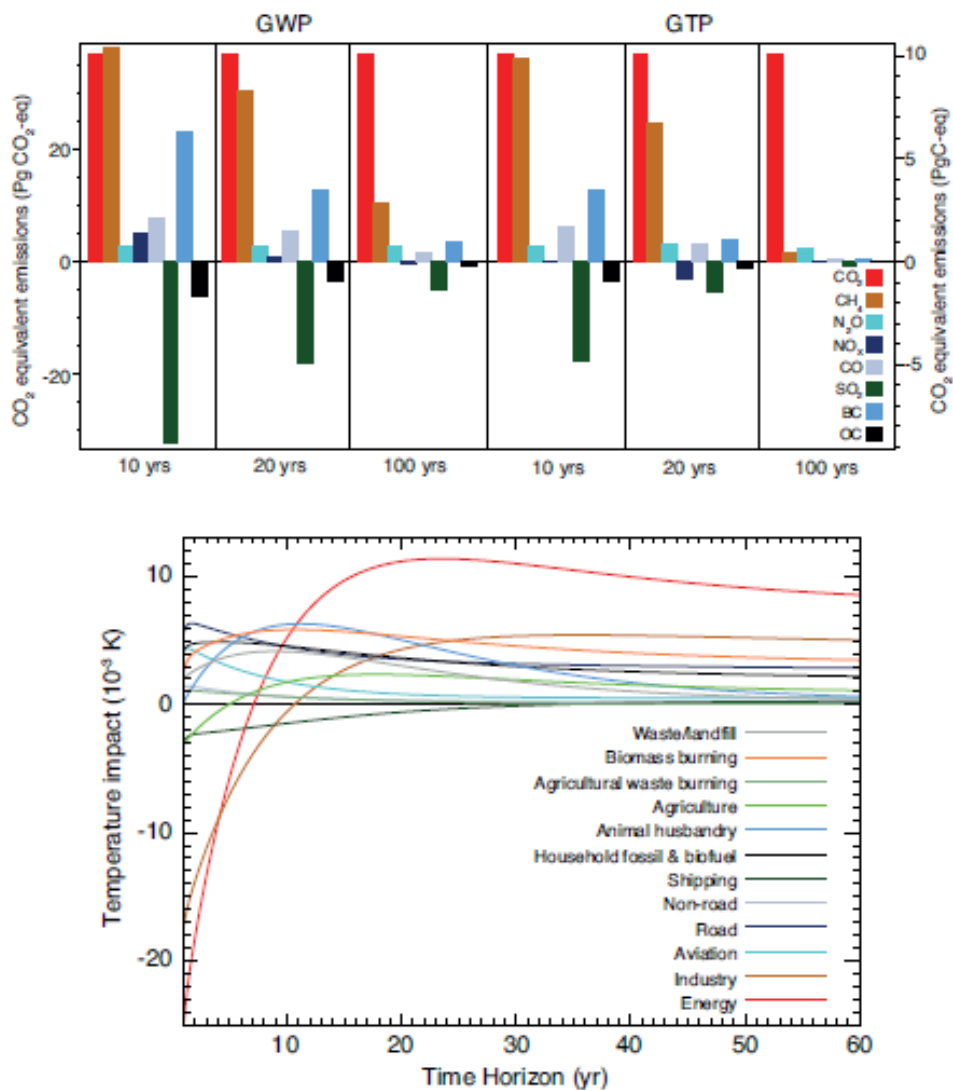 GWP GTP
CO₂ equivalent emissions (Pg CO₂-eq)
20
0
-20
10
5
0
-5
CO₂ equivalent emissions (PgC-eq)
CO₂
CH₄
N₂O
NOₓ
CO
SO₂
BC
OC
10 yrs 20 yrs 100 yrs 10 yrs 20 yrs 100 yrs
Temperature impact (10⁻³ K)
10
0
-10
-20
Waste/landfill
Biomass burning
Agricultural waste burning
Agriculture
Animal husbandry
Household fossil & biofuel
Shipping
Non-road
Road
Aviation
Industry
Energy
10 20 30 40 50 60
Time Horizon (yr)